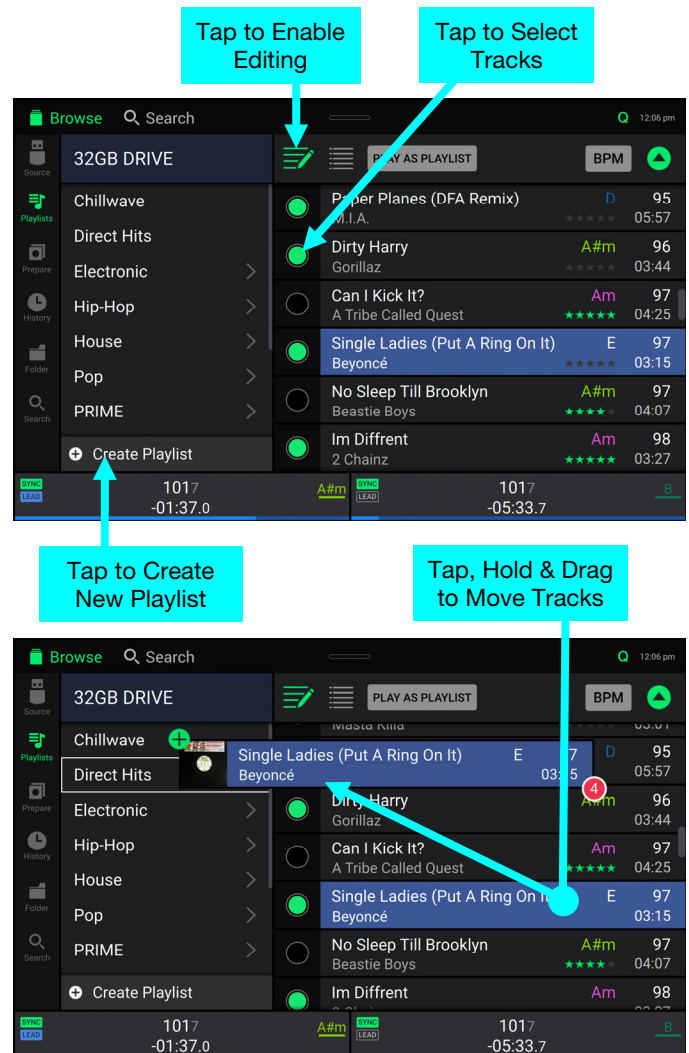 Tap to Enable
Editing
Tap to Select
Tracks
Browse Search Q 12:06 pm
Source
32GB DRIVE
PLAY AS PLAYLIST BPM
Playlists
Prepare
History
Folder
Search
Chillwave
Direct Hits
Electronic
Hip-Hop
House
Pop
PRIME
Create Playlist
Paper Planes (DFA Remix) D 95
M.I.A. 05:57
Dirty Harry A#m 96
Gorillaz 03:44
Can I Kick It? Am 97
A Tribe Called Quest 04:25
Single Ladies (Put A Ring On It) E 97
Beyoncé 03:15
No Sleep Till Brooklyn A#m 97
Beastie Boys 04:07
Im Diffrent Am 98
2 Chainz 03:27
SYNC
LEAD
1017
-01:37.0
A#m
SYNC
LEAD
1017
-05:33.7
B
Tap to Create
New Playlist
Tap, Hold & Drag
to Move Tracks
Browse Search Q 12:06 pm
Source
32GB DRIVE
PLAY AS PLAYLIST BPM
Playlists
Prepare
History
Folder
Search
Chillwave
Direct Hits
Electronic
Hip-Hop
House
Pop
PRIME
Create Playlist
Masta Killa 03:01
Single Ladies (Put A Ring On It) E 97
Beyoncé
D 95
05:57
4
Dirty Harry A#m 96
Gorillaz 03:44
Can I Kick It? Am 97
A Tribe Called Quest 04:25
Single Ladies (Put A Ring On It) E 97
Beyoncé 03:15
No Sleep Till Brooklyn A#m 97
Beastie Boys 04:07
Im Diffrent Am 98
SYNC
LEAD
1017
-01:37.0
A#m
SYNC
LEAD
1017
-05:33.7
B